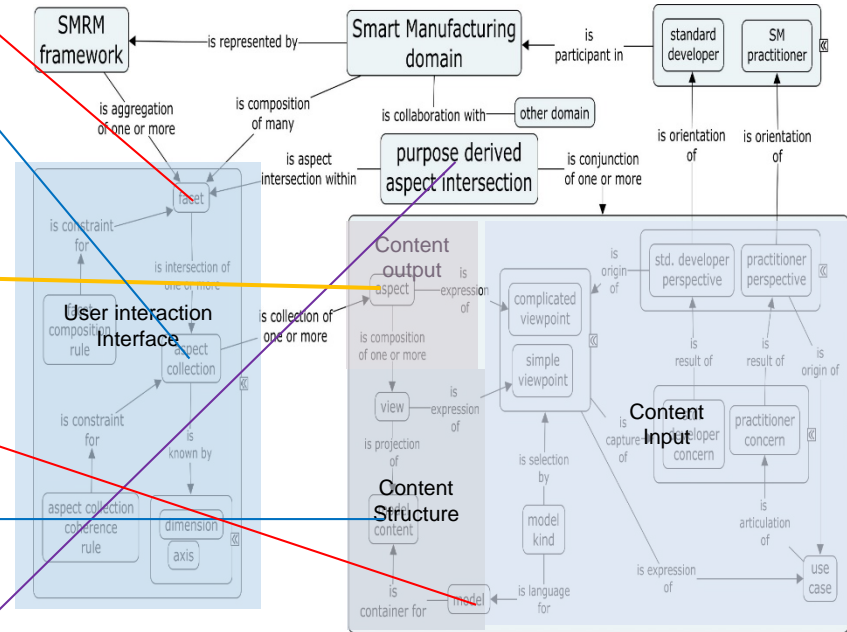 SMRM
framework
is represented by
Smart Manufacturing
domain
is
participant in
standard
developer
SM
practitioner
is aggregation
of one or more
is composition
of many
is collaboration with
other domain
is orientation
of
is orientation
of
is aspect
intersection within
purpose derived
aspect intersection
is conjunction
of one or more
facet
is constraint
for
is intersection of
one or more
composition
rule
User interaction
Interface
aspect
collection
is collection of
one or more
is constraint
for
is
known by
aspect collection
coherence
rule
dimension
axis
Content
output
aspect
is
expression
of
is composition
of one or more
view
is
expression
of
is projection
of
Content
Structure
model
content
is
container for
model
is language
for
complicated
viewpoint
simple
viewpoint
is selection
by
model
kind
is
origin
of
std. developer
perspective
practitioner
perspective
is
result of
is
result of
is
origin of
is
capture
of
Content
Input
developer
concern
practitioner
concern
is
articulation
of
is expression
of
use
case